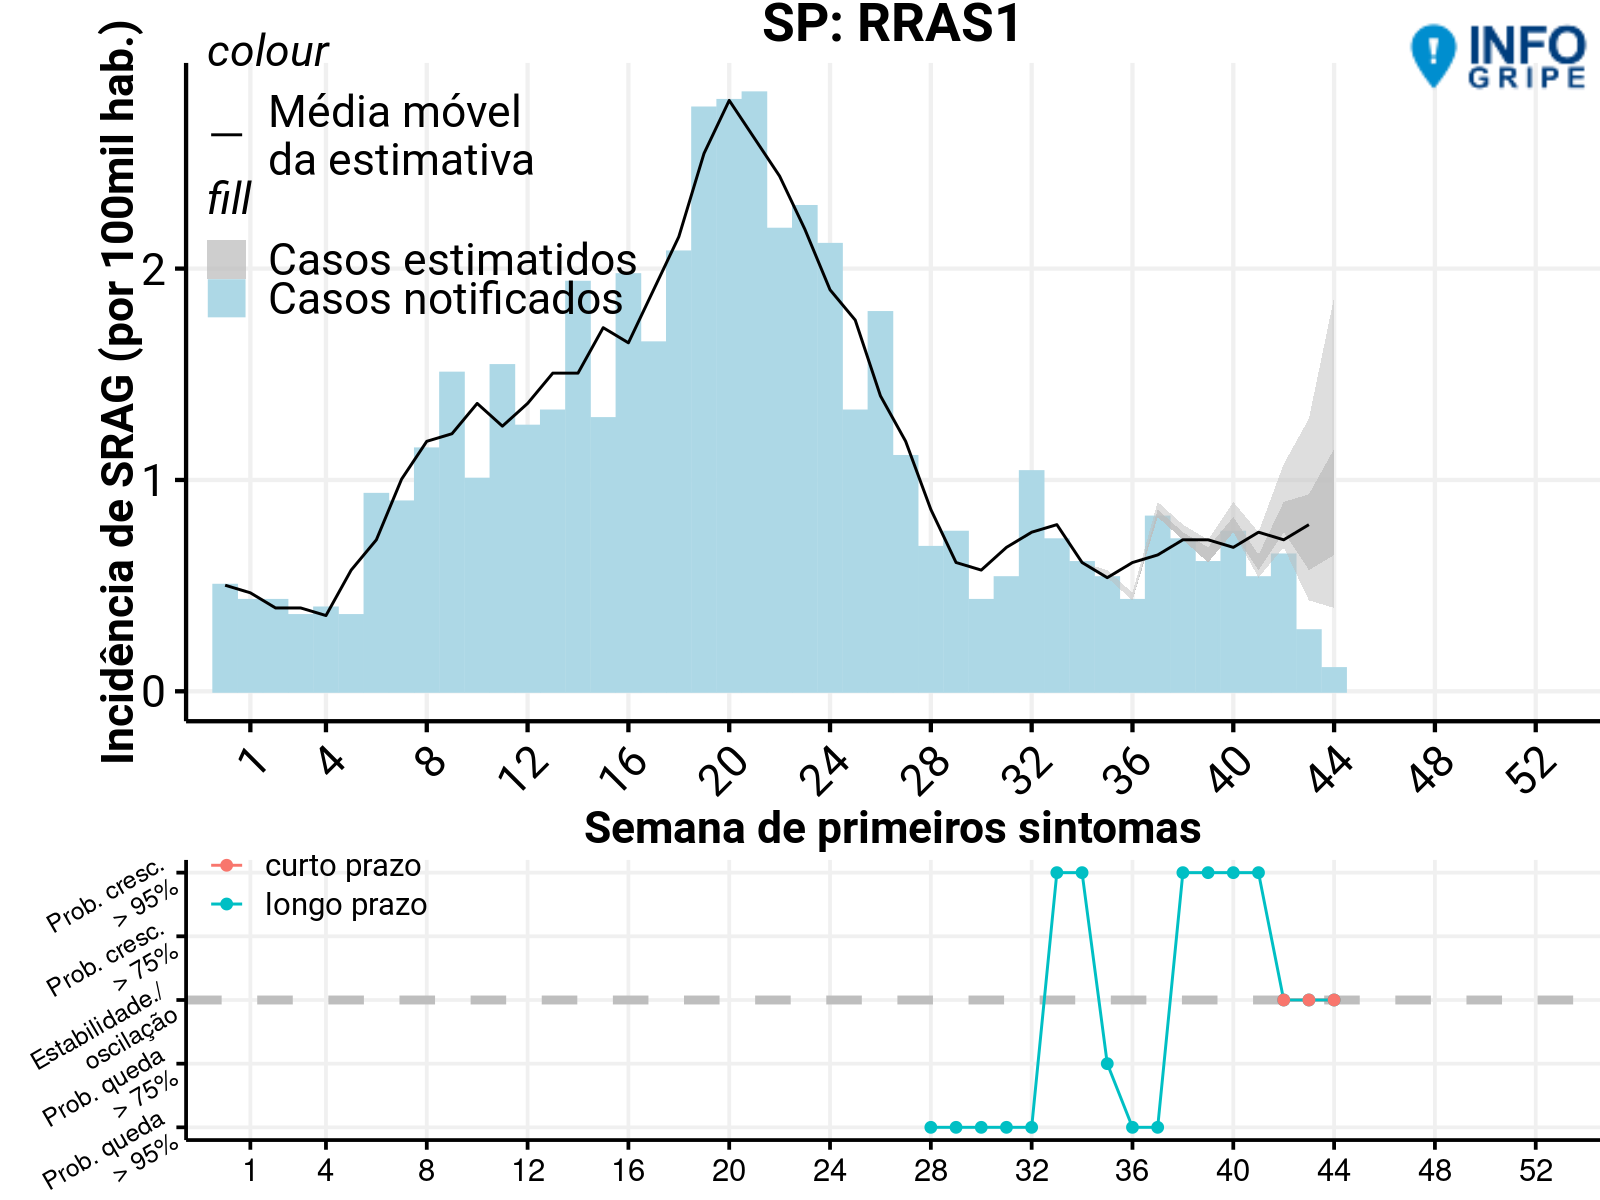 SP: RRAS1
INFO
GRIPE
colour
Média móvel
da estimativa
fill
Casos estimatidos
Casos notificados
Incidência de SRAG (por 100mil hab.)
2
1
0
1 4 8 12 16 20 24 28 32 36 40 44 48 52
Semana de primeiros sintomas
curto prazo
longo prazo
Prob. cresc.
> 95%
Prob. cresc.
> 75%
Estabilidade./
oscilação
Prob. queda
> 75%
Prob. queda
> 95%
1 4 8 12 16 20 24 28 32 36 40 44 48 52